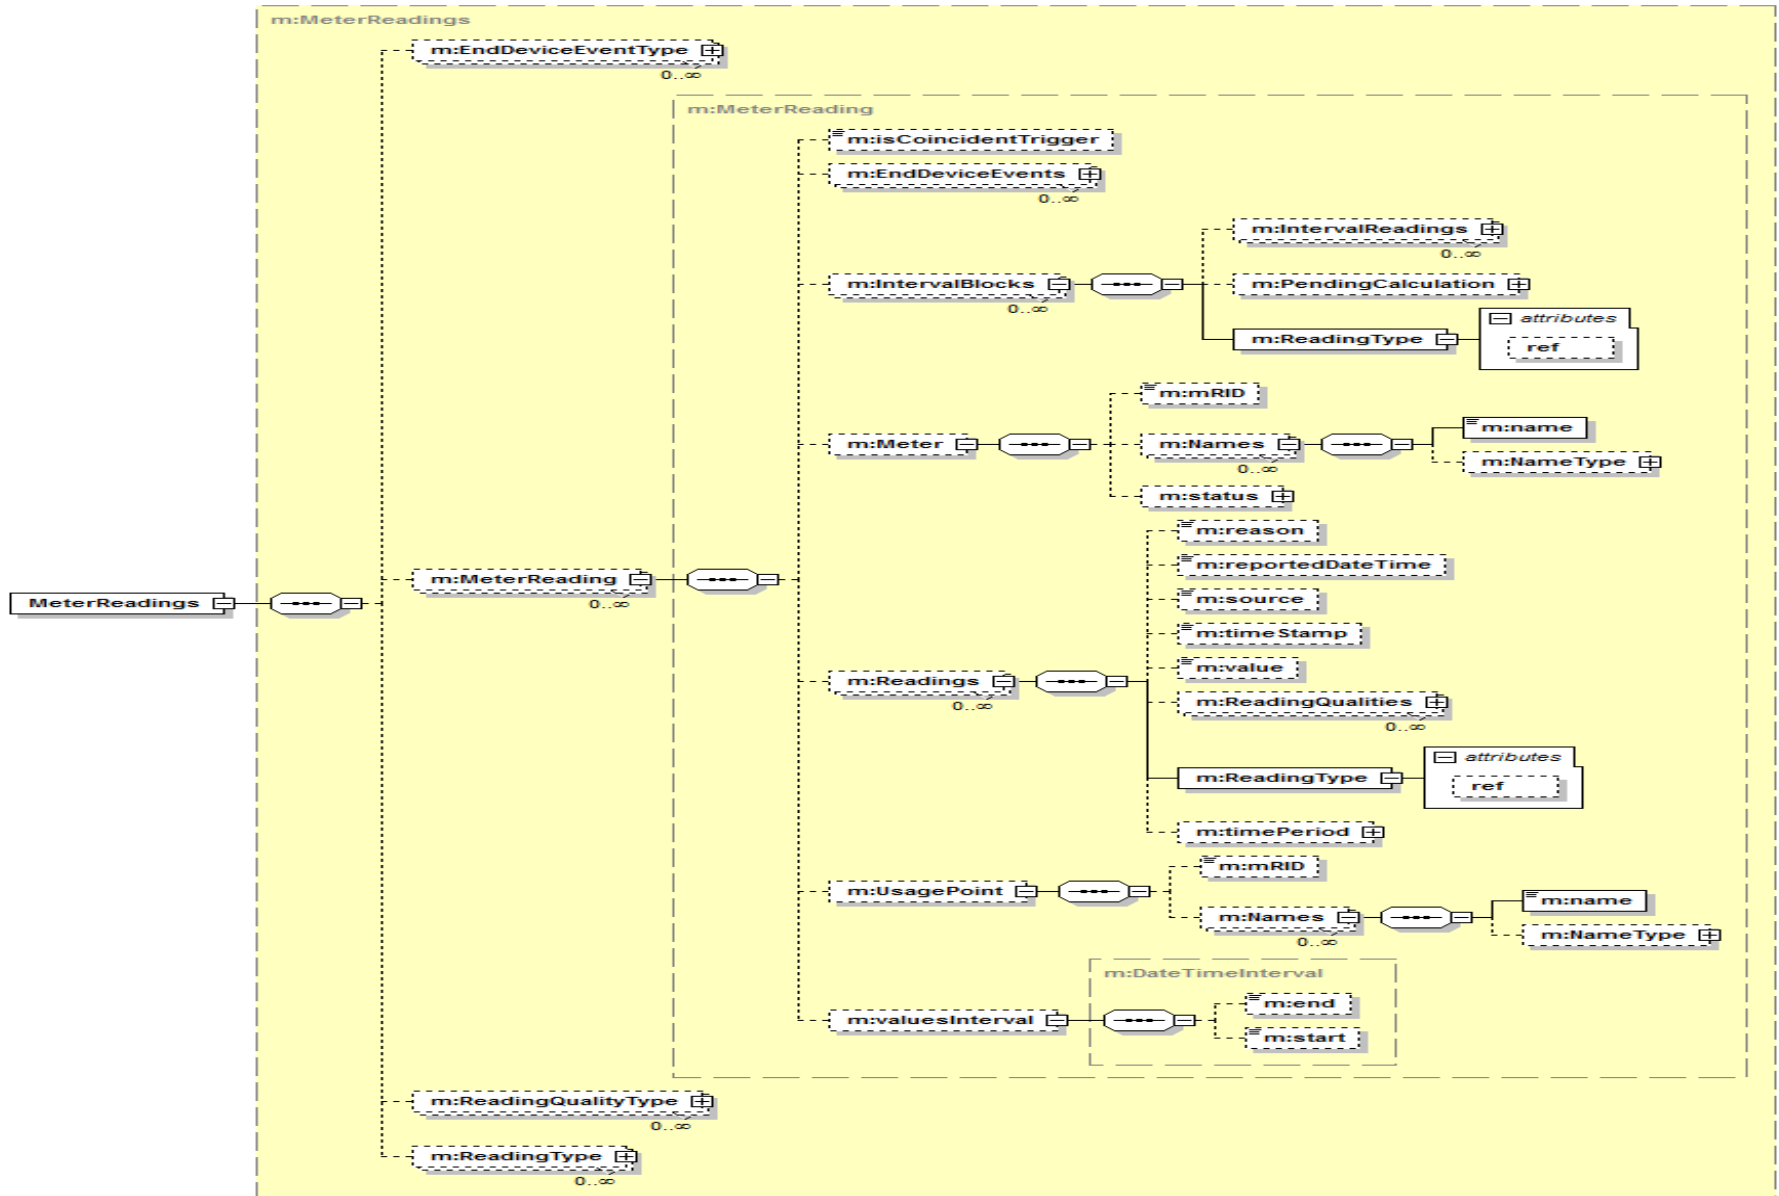 m:MeterReadings
m:EndDeviceEventType
0..∞
m:MeterReading
m:isCoincidentTrigger
m:EndDeviceEvents
0..∞
m:IntervalReadings
0..∞
m:IntervalBlocks
0..∞
m:PendingCalculation
m:ReadingType
attributes
ref
m:mRID
m:Meter
m:Names
0..∞
m:name
m:NameType
m:status
m:reason
m:reportedDateTime
MeterReadings
m:MeterReading
0..∞
m:source
m:timeStamp
m:value
m:Readings
0..∞
m:ReadingQualities
0..∞
m:ReadingType
attributes
ref
m:timePeriod
m:mRID
m:UsagePoint
m:Names
0..∞
m:name
m:NameType
m:DateTimeInterval
m:end
m:valuesInterval
m:start
m:ReadingQualityType
0..∞
m:ReadingType
0..∞